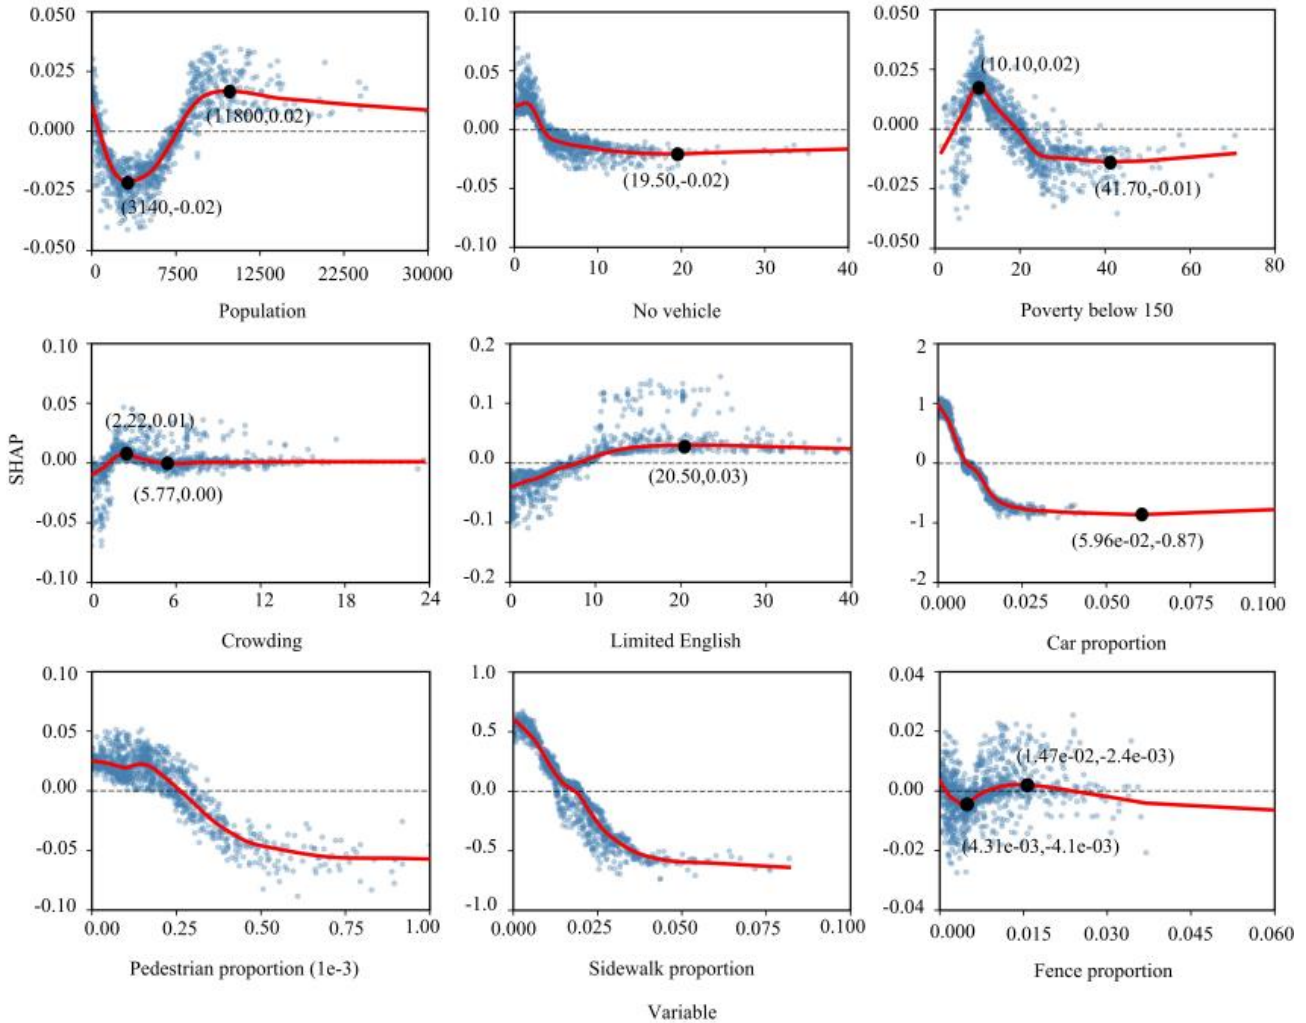 0.050
0.025
0.000
-0.025
-0.050
(11800,0.02)
(3140,-0.02)
0 7500 12500 22500 30000
Population
0.10
0.05
0.00
-0.05
-0.10
(19.50,-0.02)
0 10 20 30 40
No vehicle
0.050
0.025
0.000
-0.025
-0.050
(10.10,0.02)
(41.70,-0.01)
0 20 40 60 80
Poverty below 150
SHAP
0.10
0.05
0.00
-0.05
-0.10
(2.22,0.01)
(5.77,0.00)
0 6 12 18 24
Crowding
0.2
0.1
0.0
-0.1
-0.2
(20.50,0.03)
0 10 20 30 40
Limited English
2
1
0
-1
-2
(5.96e-02,-0.87)
0.000 0.025 0.050 0.075 0.100
Car proportion
0.10
0.05
0.00
-0.05
-0.10
0.00 0.25 0.50 0.75 1.00
Pedestrian proportion (1e-3)
1.0
0.5
0.0
-0.5
-1.0
0.000 0.025 0.050 0.075 0.100
Sidewalk proportion
0.04
0.02
0.00
-0.02
-0.04
(1.47e-02,-2.4e-03)
(4.31e-03,-4.1e-03)
0.000 0.015 0.030 0.045 0.060
Fence proportion
Variable